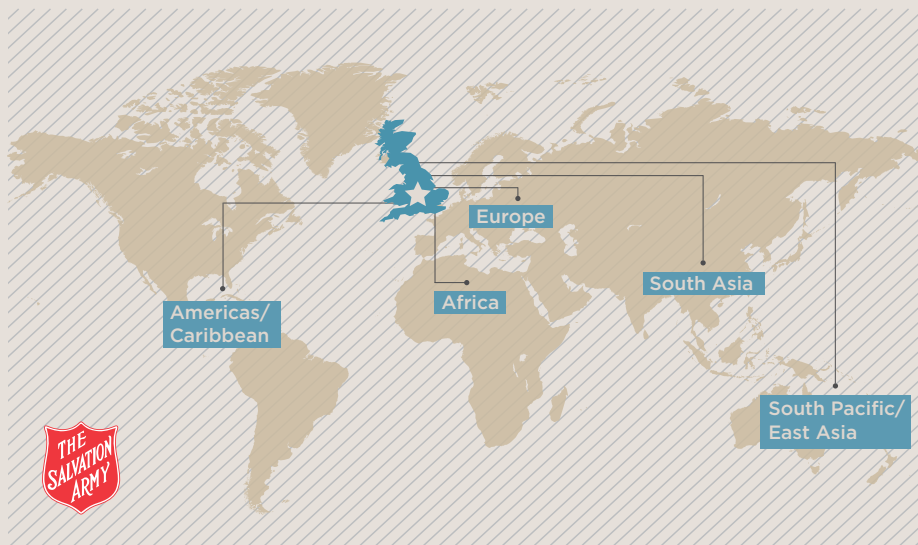 Europe
South Asia
Africa
Americas/
Caribbean
South Pacific/
East Asia
THE
SALVATION
ARMY